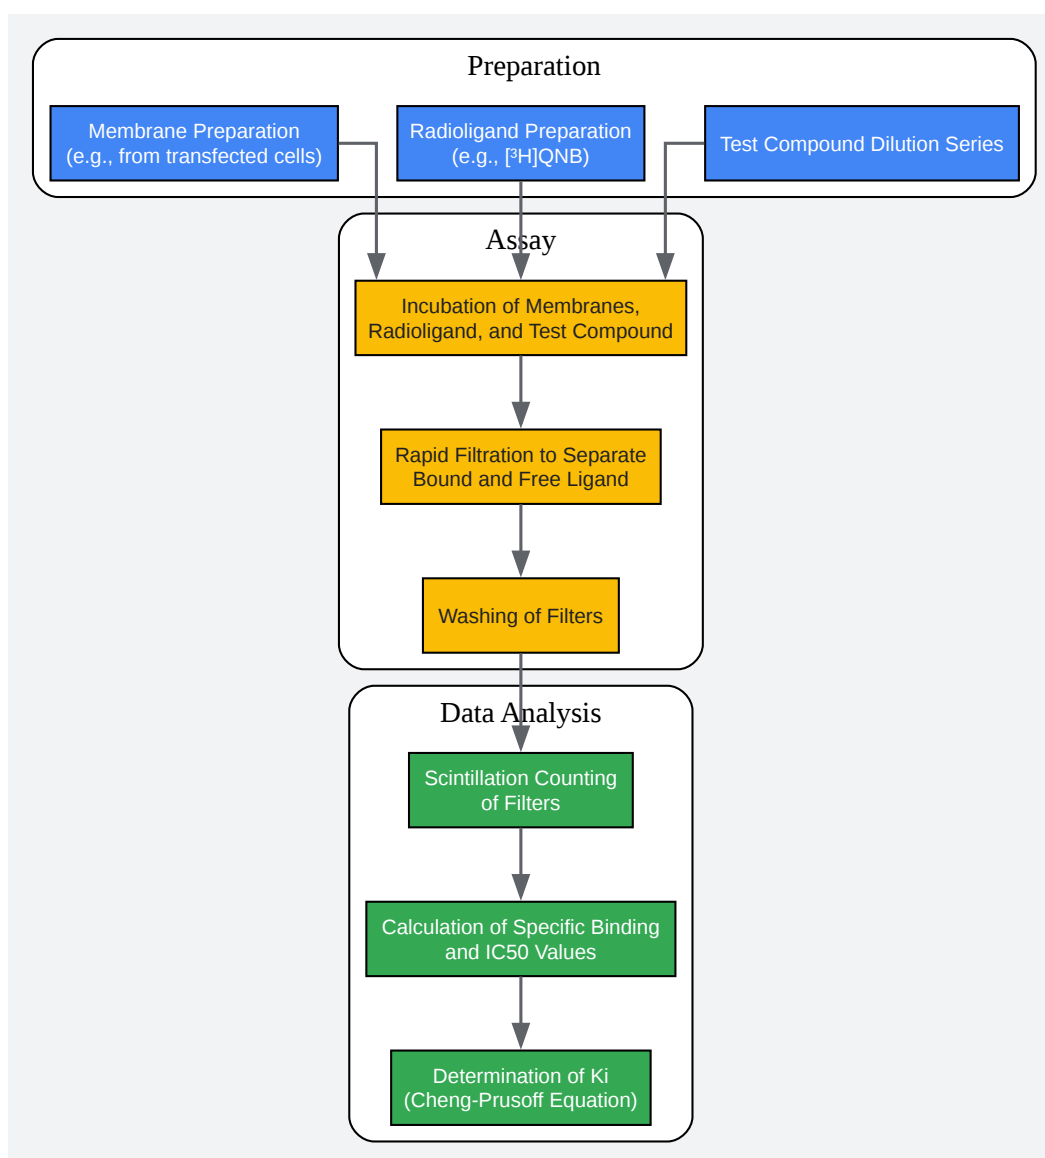 Preparation
Membrane Preparation
(e.g., from transfected cells)
Radioligand Preparation
(e.g., [³H]QNB)
Test Compound Dilution Series
Assay
Incubation of Membranes,
Radioligand, and Test Compound
Rapid Filtration to Separate
Bound and Free Ligand
Washing of Filters
Data Analysis
Scintillation Counting
of Filters
Calculation of Specific Binding
and IC50 Values
Determination of Ki
(Cheng-Prusoff Equation)